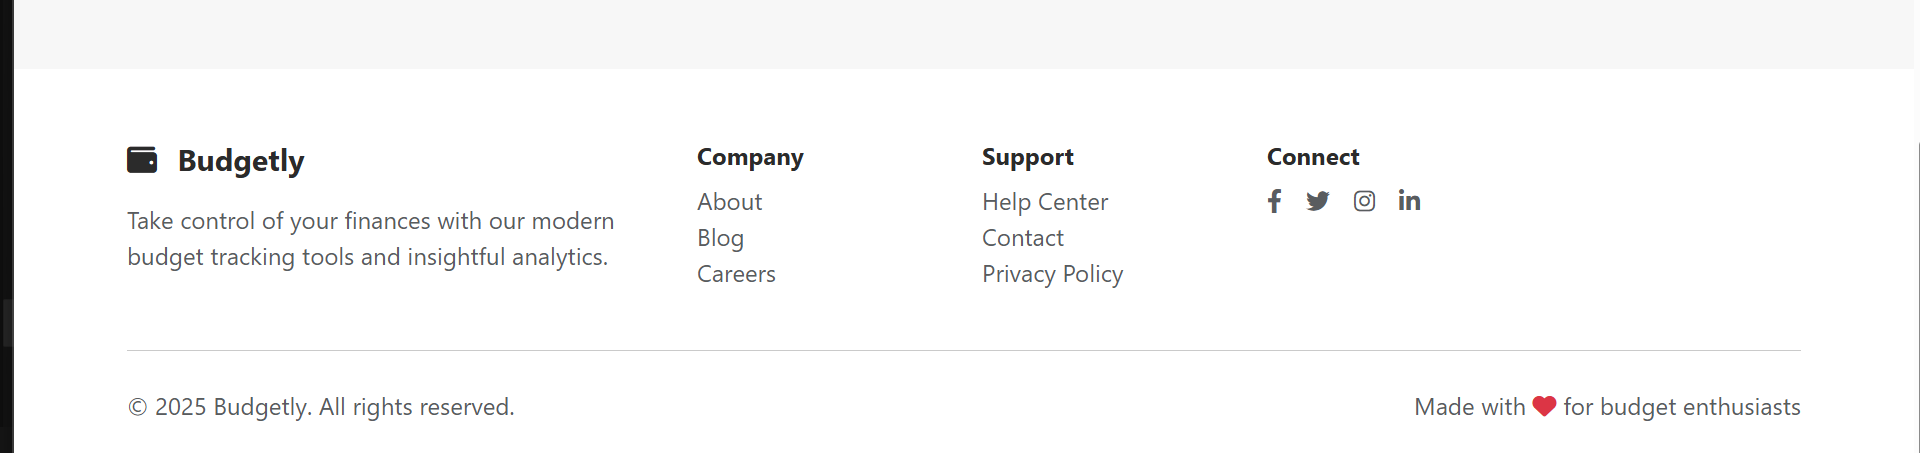 Budgetly
Take control of your finances with our modern
budget tracking tools and insightful analytics.
Company
About
Blog
Careers
Support
Help Center
Contact
Privacy Policy
Connect
© 2025 Budgetly. All rights reserved.
Made with ❤ for budget enthusiasts